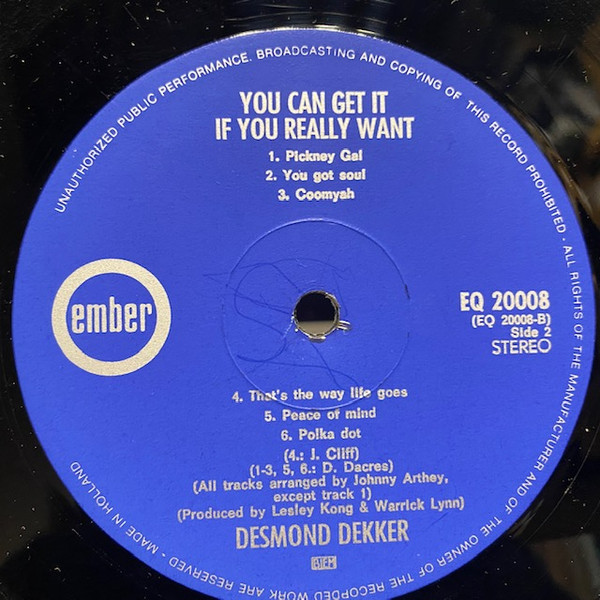 UNAUTHORIZED PUBLIC PERFORMANCE. BROADCASTING AND COPYING OF THIS RECORD PROHIBITED · ALL RIGHTS OF THE MANUFACTURER AND OF THE OWNER OF THE RECORDED WORK ARE RESERVED · MADE IN HOLLAND
YOU CAN GET IT
IF YOU REALLY WANT
1. Pickney Gal
2. You got soul
3. Coomyah
ember
EQ 20008
(EQ 20008-B)
Side 2
STEREO
4. That's the way life goes
5. Peace of mind
6. Polka dot
(4.: J. Cliff)
(1-3, 5, 6.: D. Dacres)
(All tracks arranged by Johnny Arthey,
except track 1)
(Produced by Lesley Kong & Warrick Lynn)
DESMOND DEKKER
BIEM